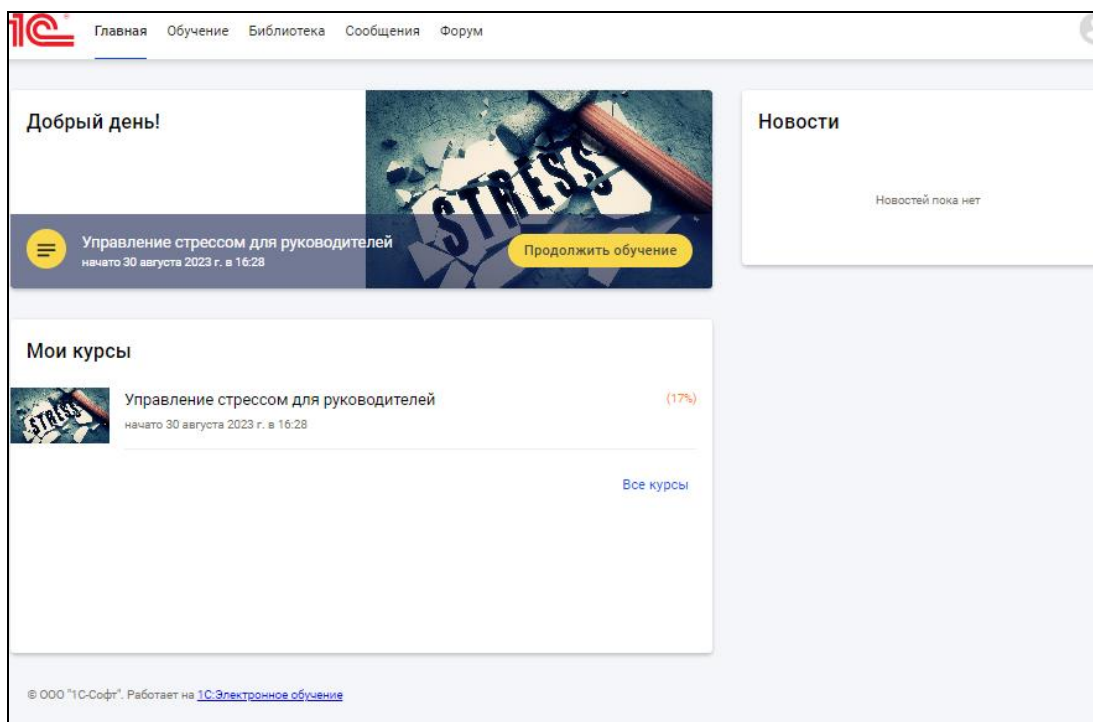 1С
Главная Обучение Библиотека Сообщения Форум
Добрый день!
STRESS
Управление стрессом для руководителей
начато 30 августа 2023 г. в 16:28
Продолжить обучение
Новости
Новостей пока нет
Мои курсы
STRESS
Управление стрессом для руководителей
(17%)
начато 30 августа 2023 г. в 16:28
Все курсы
© ООО "1С-Софт". Работает на 1С:Электронное обучение